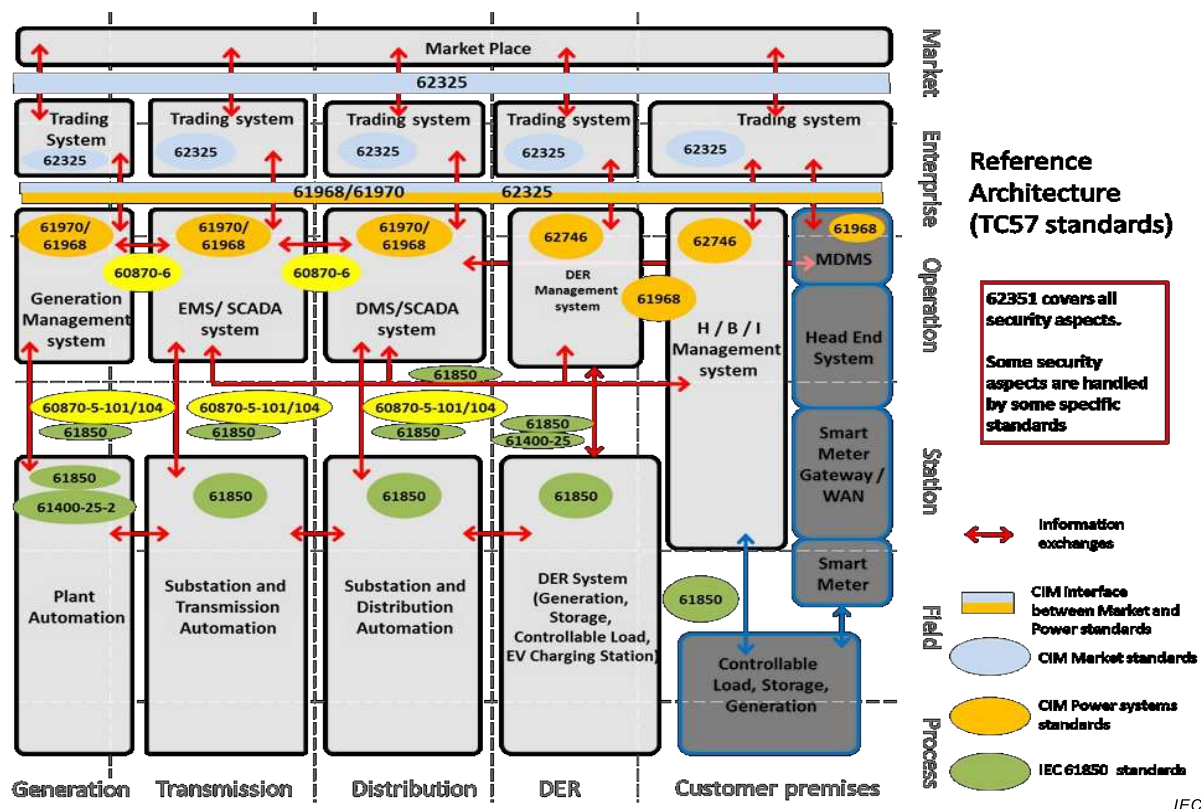 Market Place
62325
Trading
System
62325
Trading system
62325
Trading system
62325
Trading system
62325
Trading system
62325
61968/61970
62325
61970/
61968
61970/
61968
61970/
61968
62746
62746
61968
MDMS
60870-6
60870-6
Generation
Management
system
EMS/ SCADA
system
DMS/SCADA
system
DER
Management
system
61968
H / B / I
Management
system
Head End
System
61850
60870-5-101/104
61850
60870-5-101/104
61850
60870-5-101/104
61850
61850
61400-25
Smart
Meter
Gateway /
WAN
61850
61400-25-2
61850
61850
61850
Plant
Automation
Substation and
Transmission
Automation
Substation and
Distribution
Automation
DER System
(Generation,
Storage,
Controllable Load,
EV Charging Station)
61850
Smart
Meter
Controllable
Load, Storage,
Generation
Generation
Transmission
Distribution
DER
Customer premises
Market
Enterprise
Operation
Station
Field
Process
Reference
Architecture
(TC57 standards)
62351 covers all
security aspects.
Some security
aspects are handled
by some specific
standards
Information
exchanges
CIM Interface
between Market and
Power standards
CIM Market standards
CIM Power systems
standards
IEC 61850 standards
IEC